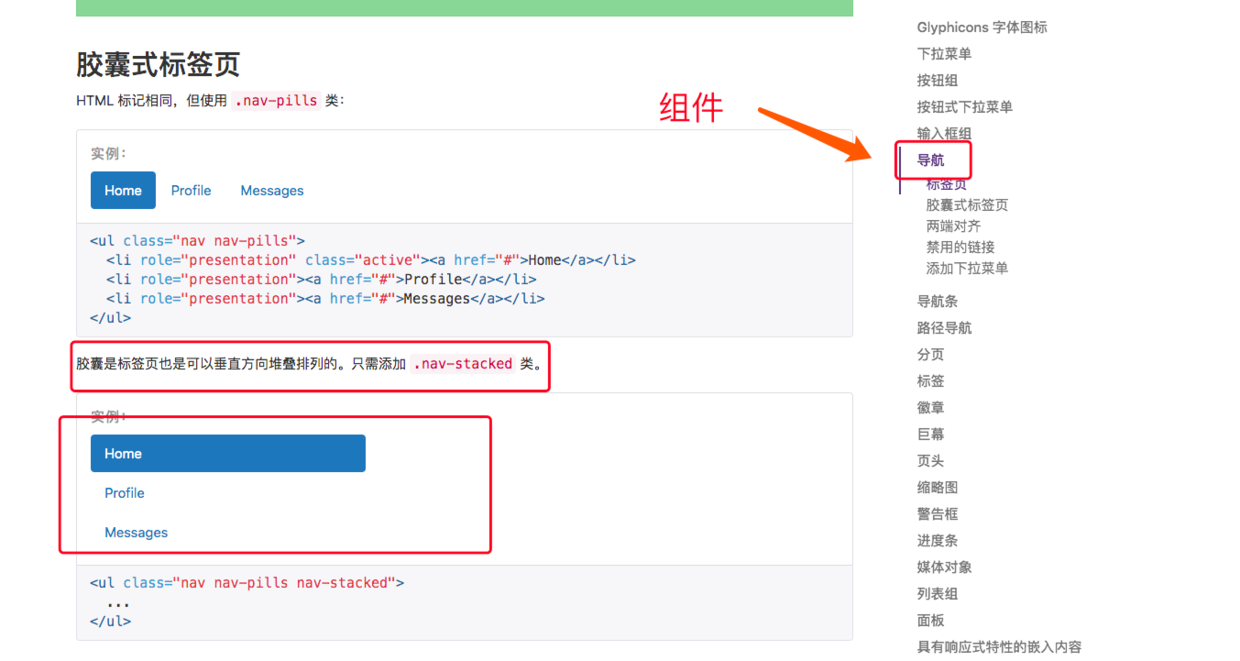 胶囊式标签页
HTML 标记相同，但使用 .nav-pills 类：
组件
实例：
Home Profile Messages
<ul class="nav nav-pills">
  <li role="presentation" class="active"><a href="#">Home</a></li>
  <li role="presentation"><a href="#">Profile</a></li>
  <li role="presentation"><a href="#">Messages</a></li>
</ul>
胶囊是标签页也是可以垂直方向堆叠排列的。只需添加 .nav-stacked 类。
实例：
Home
Profile
Messages
<ul class="nav nav-pills nav-stacked">
  ...
</ul>
Glyphicons 字体图标
下拉菜单
按钮组
按钮式下拉菜单
输入框组
导航
标签页
胶囊式标签页
两端对齐
禁用的链接
添加下拉菜单
导航条
路径导航
分页
标签
徽章
巨幕
页头
缩略图
警告框
进度条
媒体对象
列表组
面板
具有响应式特性的嵌入内容